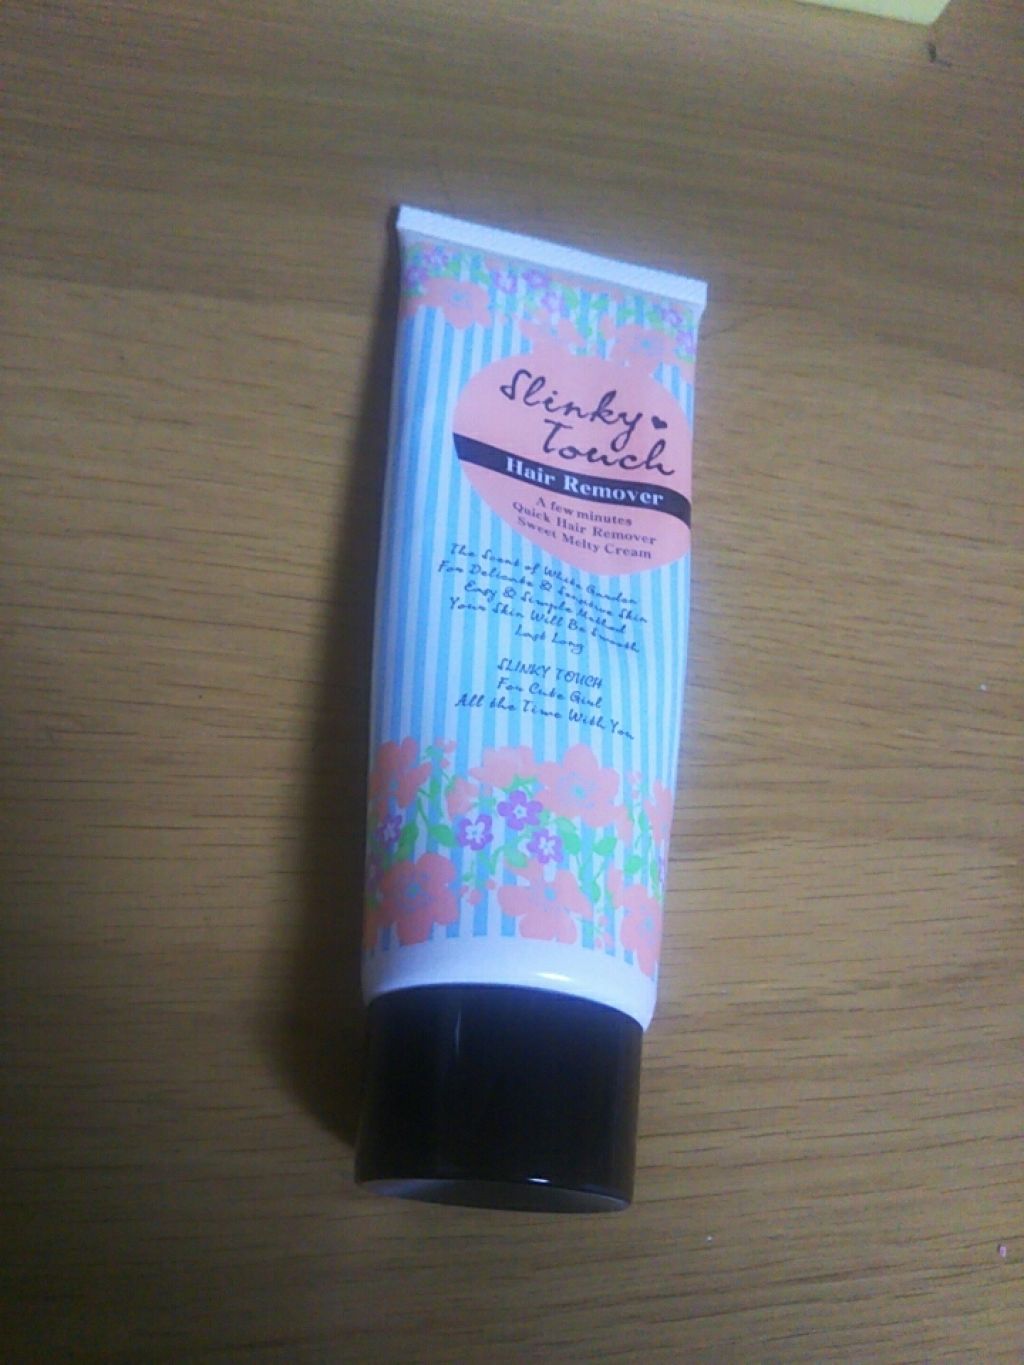 Slinky
Touch
Hair Remover
A few minutes
Quick Hair Remover
Sweet Melty Cream
The Scent of White Garden
For Delicate & Sensitive Skin
Easy & Simple Method
Your Skin Will Be Smooth
Last Long
SLINKY TOUCH
For Cute Girl
All the Time With You